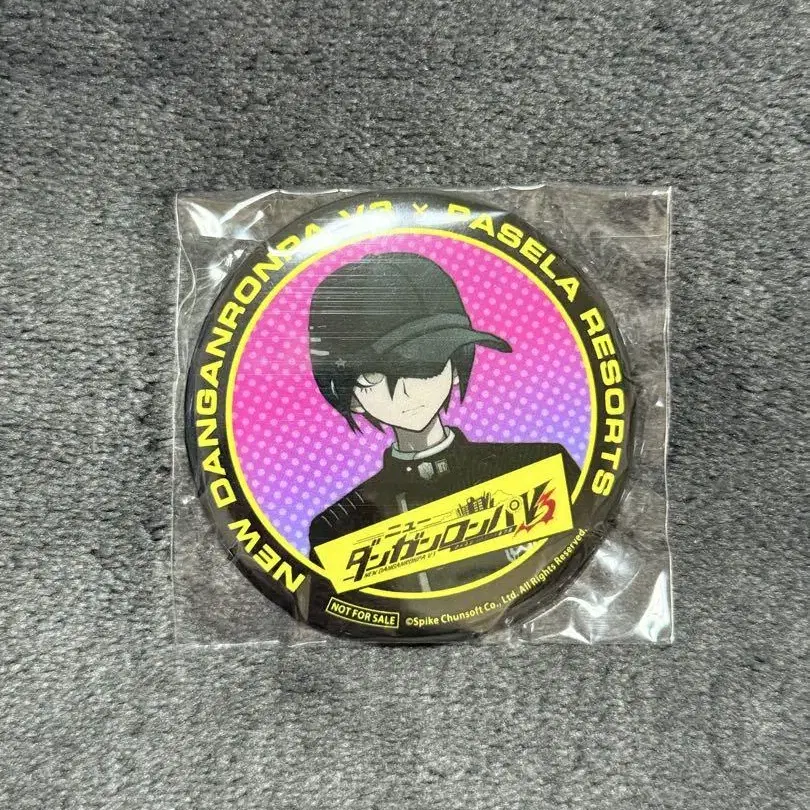 NEW DANGANRONPA V3 × PASELA RESORTS
ニュー
ダンガンロンパV3
NEW DANGANRONPA V3
NOT FOR SALE
©Spike Chunsoft Co., Ltd. All Rights Reserved.